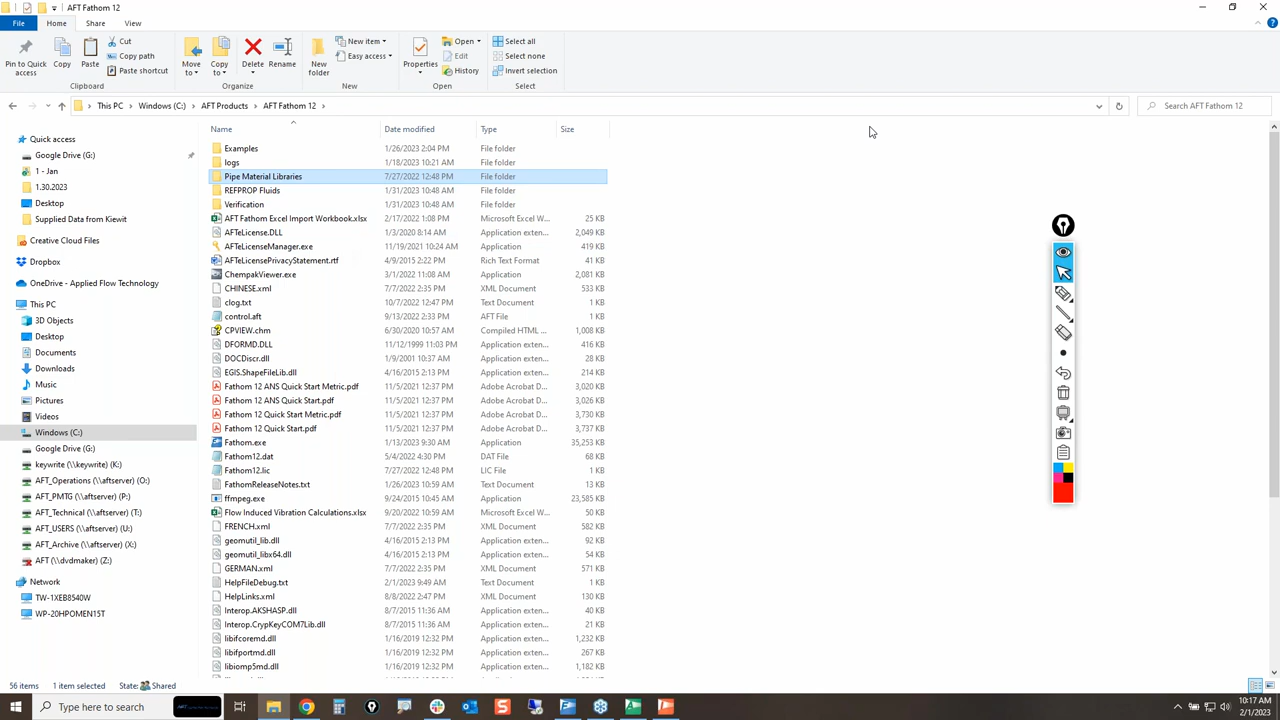 AFT Fathom 12
File Home Share View
Pin to Quick access
Copy
Paste
Cut
Copy path
Paste shortcut
Clipboard
Move to
Copy to
Delete
Rename
Organize
New folder
New item
Easy access
New
Properties
Open
Edit
History
Open
Select all
Select none
Invert selection
Select
This PC > Windows (C:) > AFT Products > AFT Fathom 12 >
Search AFT Fathom 12
Quick access
Google Drive (G:)
1 - Jan
1.30.2023
Desktop
Supplied Data from Kiewit
Creative Cloud Files
Dropbox
OneDrive - Applied Flow Technology
This PC
3D Objects
Desktop
Documents
Downloads
Music
Pictures
Videos
Windows (C:)
Google Drive (G:)
keywrite (\\keywrite) (K:)
AFT_Operations (\\aftserver) (O:)
AFT_PMTG (\\aftserver) (P:)
AFT_Technical (\\aftserver) (T:)
AFT_USERS (\\aftserver) (U:)
AFT_Archive (\\aftserver) (X:)
AFT (\\dvdmaker) (Z:)
Network
TW-1XEB8540W
WP-20HPOMEN15T
Name Date modified Type Size
Examples 1/26/2023 2:04 PM File folder
logs 1/18/2023 10:21 AM File folder
Pipe Material Libraries 7/27/2022 12:48 PM File folder
REFPROP Fluids 1/31/2023 10:48 AM File folder
Verification 1/31/2023 10:48 AM File folder
AFT Fathom Excel Import Workbook.xlsx 2/17/2022 1:08 PM Microsoft Excel W... 25 KB
AFTeLicense.DLL 1/3/2020 8:14 AM Application exten... 2,049 KB
AFTeLicenseManager.exe 11/19/2021 10:24 AM Application 419 KB
AFTeLicensePrivacyStatement.rtf 4/9/2015 2:22 PM Rich Text Format 41 KB
ChempakViewer.exe 3/1/2022 11:08 AM Application 2,081 KB
CHINESE.xml 7/7/2022 2:35 PM XML Document 533 KB
clog.txt 10/7/2022 12:47 PM Text Document 1 KB
control.aft 9/13/2022 2:33 PM AFT File 1 KB
CPVIEW.chm 6/30/2020 10:57 AM Compiled HTML ... 1,008 KB
DFORMD.DLL 11/12/1999 11:03 PM Application exten... 416 KB
DOCDiscr.dll 1/9/2001 10:37 AM Application exten... 28 KB
EGIS.ShapeFileLib.dll 4/16/2015 2:13 PM Application exten... 214 KB
Fathom 12 ANS Quick Start Metric.pdf 11/5/2021 12:37 PM Adobe Acrobat D... 3,020 KB
Fathom 12 ANS Quick Start.pdf 11/5/2021 12:37 PM Adobe Acrobat D... 3,026 KB
Fathom 12 Quick Start Metric.pdf 11/5/2021 12:37 PM Adobe Acrobat D... 3,730 KB
Fathom 12 Quick Start.pdf 11/5/2021 12:37 PM Adobe Acrobat D... 3,737 KB
Fathom.exe 1/13/2023 9:30 AM Application 35,253 KB
Fathom12.dat 5/4/2022 4:30 PM DAT File 68 KB
Fathom12.lic 7/27/2022 12:48 PM LIC File 1 KB
FathomReleaseNotes.txt 1/26/2023 10:59 AM Text Document 13 KB
ffmpeg.exe 9/24/2015 10:45 AM Application 23,585 KB
Flow Induced Vibration Calculations.xlsx 9/22/2022 10:59 AM Microsoft Excel W... 50 KB
FRENCH.xml 7/7/2022 2:35 PM XML Document 582 KB
geomutil_lib.dll 4/16/2015 2:13 PM Application exten... 92 KB
geomutil_libx64.dll 4/16/2015 2:13 PM Application exten... 54 KB
GERMAN.xml 7/7/2022 2:35 PM XML Document 571 KB
HelpFileDebug.txt 2/1/2023 9:49 AM Text Document 1 KB
HelpLinks.xml 8/8/2022 2:47 PM XML Document 130 KB
Interop.AKSHASP.dll 8/7/2015 11:36 AM Application exten... 40 KB
Interop.CrypKeyCOM7Lib.dll 8/7/2015 11:36 AM Application exten... 21 KB
libifcoremd.dll 1/16/2019 12:32 PM Application exten... 1,232 KB
libifportmd.dll 1/16/2019 12:32 PM Application exten... 267 KB
libiomp5md.dll 1/16/2019 12:32 PM Application exten... 1,182 KB
56 items 1 item selected State: Shared
Type here to search
10:17 AM
2/1/2023